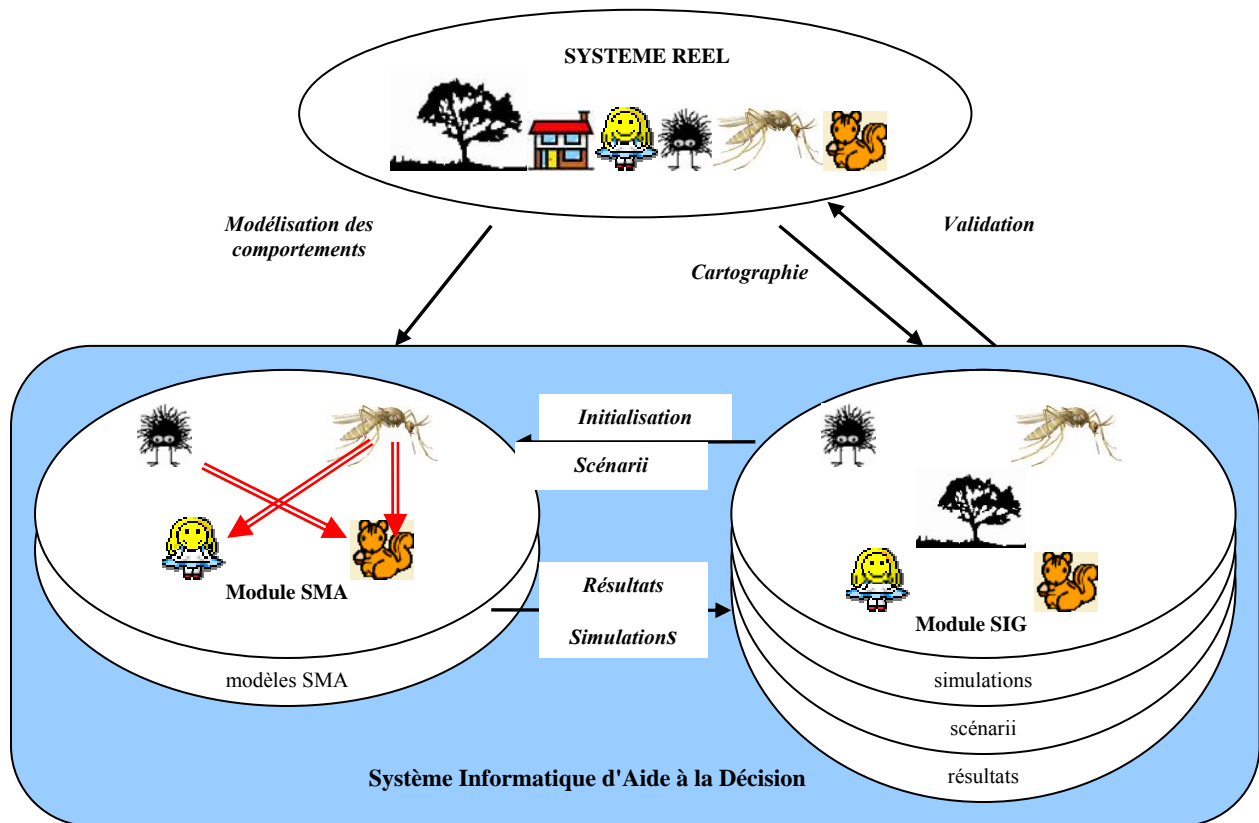 SYSTEME REEL
Modélisation des
comportements
Validation
Cartographie
Initialisation
Scénarii
Module SMA
Résultats
Simulations
modèles SMA
Module SIG
simulations
scénarii
résultats
Système Informatique d'Aide à la Décision